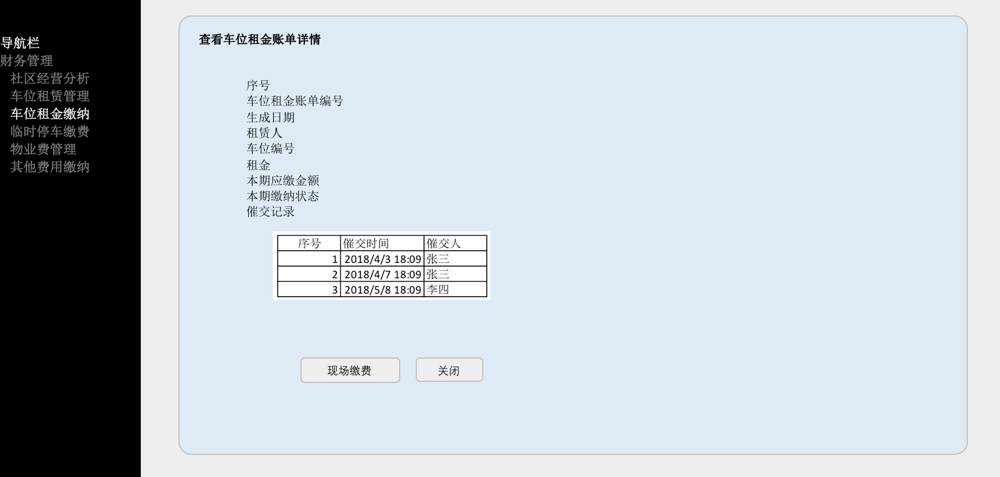 导航栏
财务管理
社区经营分析
车位租赁管理
车位租金缴纳
临时停车缴费
物业费管理
其他费用缴纳
查看车位租金账单详情
序号
车位租金账单编号
生成日期
租赁人
车位编号
租金
本期应缴金额
本期缴纳状态
催交记录
序号 催交时间 催交人
1 2018/4/3 18:09 张三
2 2018/4/7 18:09 张三
3 2018/5/8 18:09 李四
现场缴费 关闭